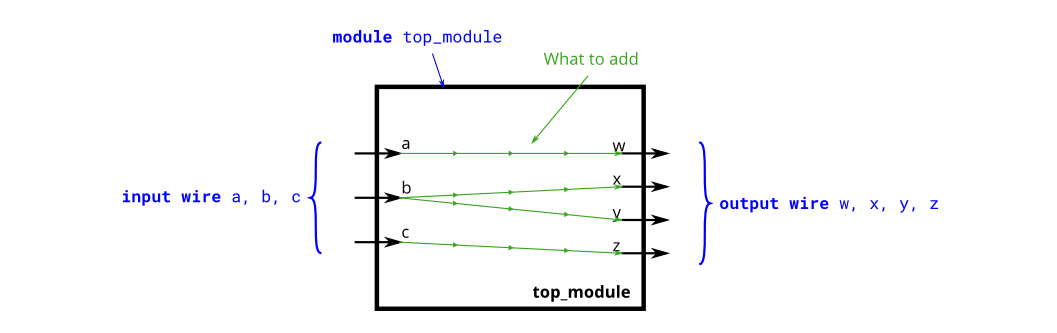 module top_module
What to add
a
w
b
x
input wire a, b, c
output wire w, x, y, z
y
c
z
top_module